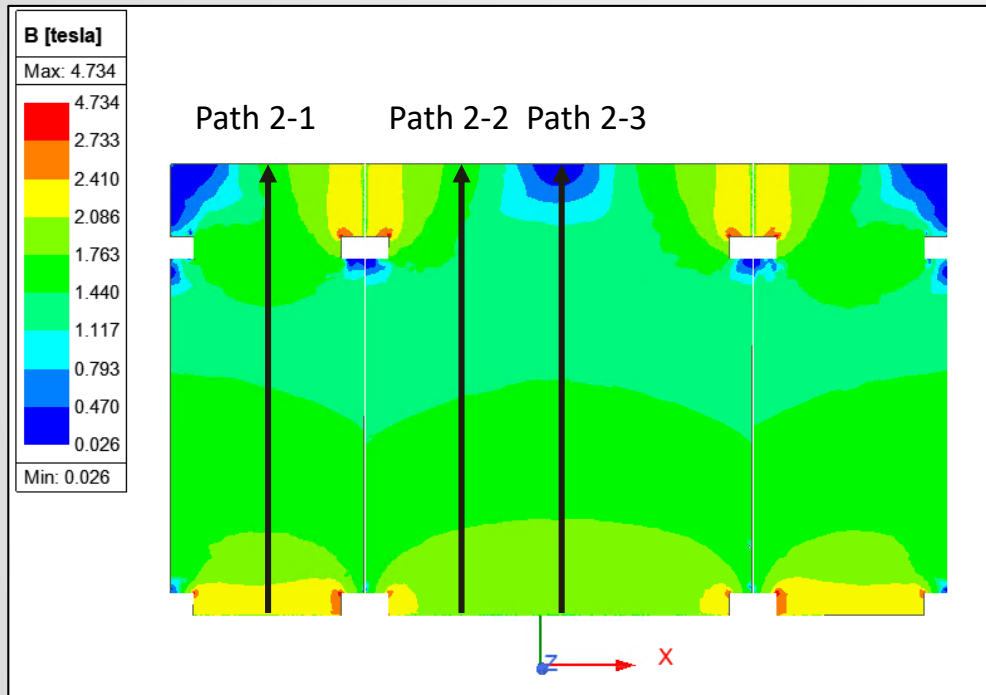 B [tesla]
Max: 4.734
4.734
2.733
2.410
2.086
1.763
1.440
1.117
0.793
0.470
0.026
Min: 0.026
Path 2-1 Path 2-2 Path 2-3
Z X